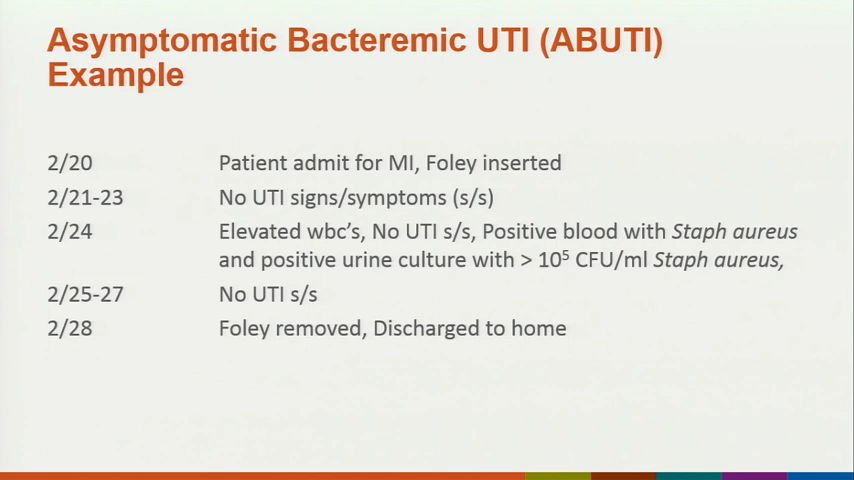 Asymptomatic Bacteremic UTI (ABUTI)
Example
2/20 Patient admit for MI, Foley inserted
2/21-23 No UTI signs/symptoms (s/s)
2/24 Elevated wbc’s, No UTI s/s, Positive blood with Staph aureus
and positive urine culture with > 10⁵ CFU/ml Staph aureus,
2/25-27 No UTI s/s
2/28 Foley removed, Discharged to home